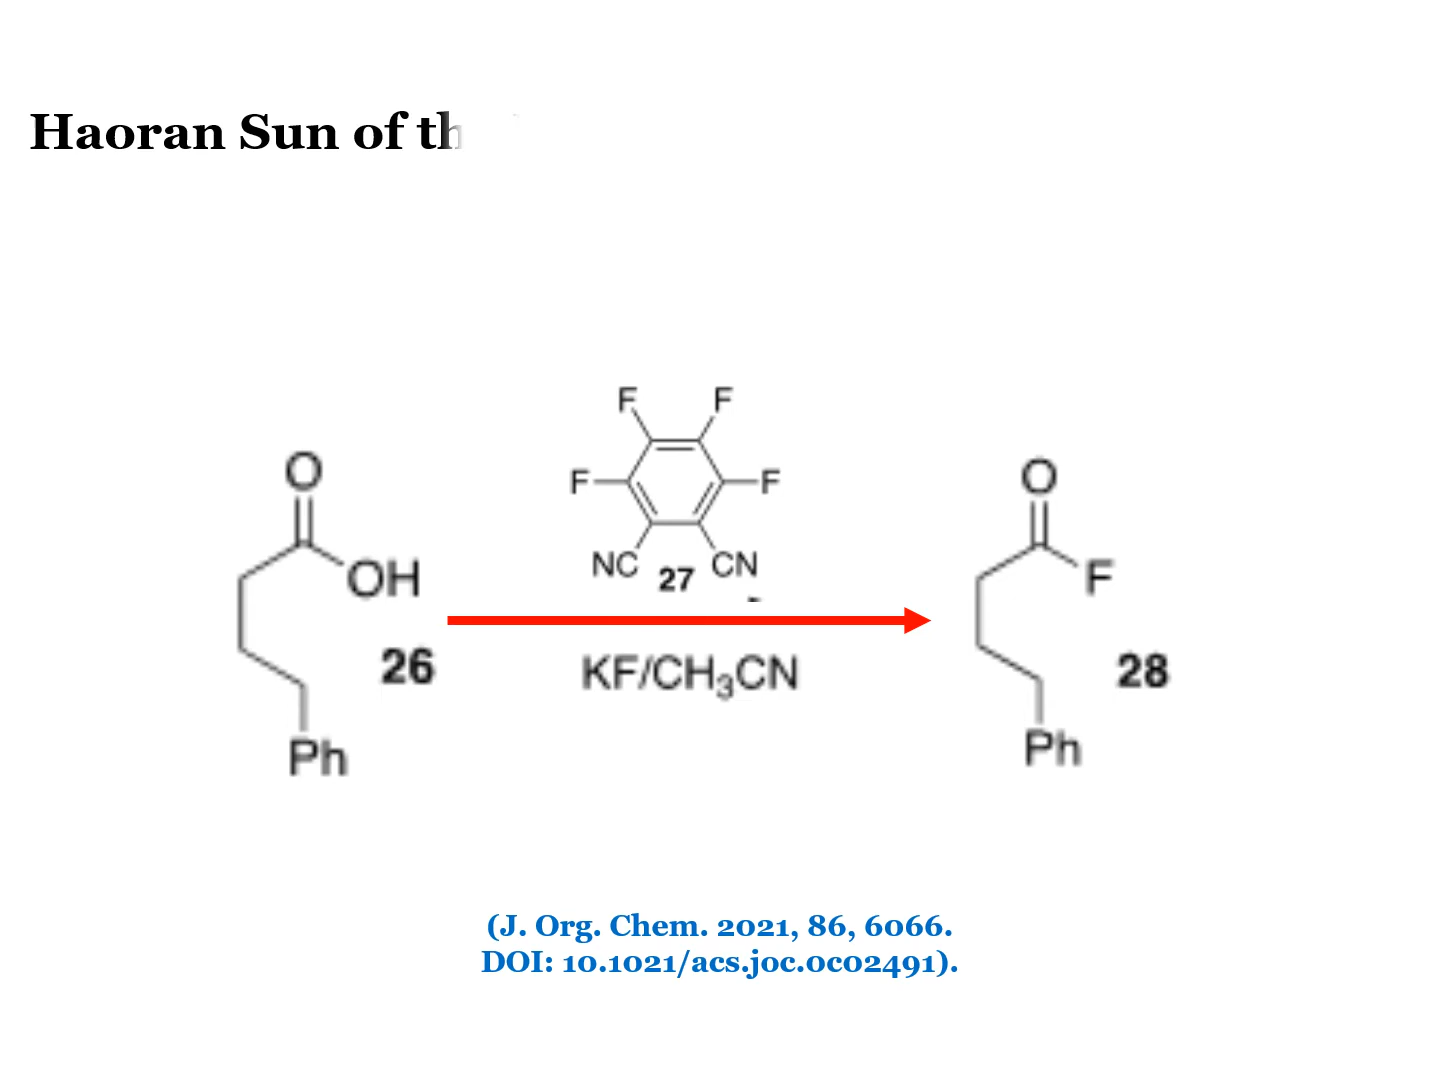 Haoran Sun of
F F
O F F O
NC 27 CN
OH F
26 KF/CH₃CN 28
Ph Ph
(J. Org. Chem. 2021, 86, 6066.
DOI: 10.1021/acs.joc.0c02491).